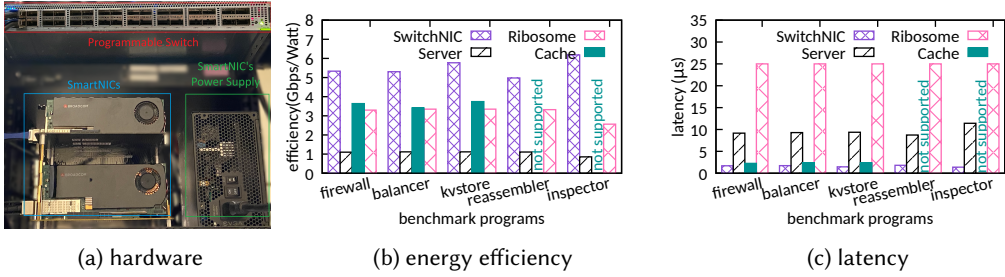 Programmable Switch
SmartNICs
SmartNIC's
Power Supply
(a) hardware
efficiency(Gbps/Watt)
8
7
6
5
4
3
2
1
0
SwitchNIC
Server
Ribosome
Cache
not supported
not supported
firewall
balancer
kvstore
reassembler
inspector
benchmark programs
(b) energy efficiency
latency (µs)
35
30
25
20
15
10
5
0
SwitchNIC
Server
Ribosome
Cache
not supported
not supported
firewall
balancer
kvstore
reassembler
inspector
benchmark programs
(c) latency